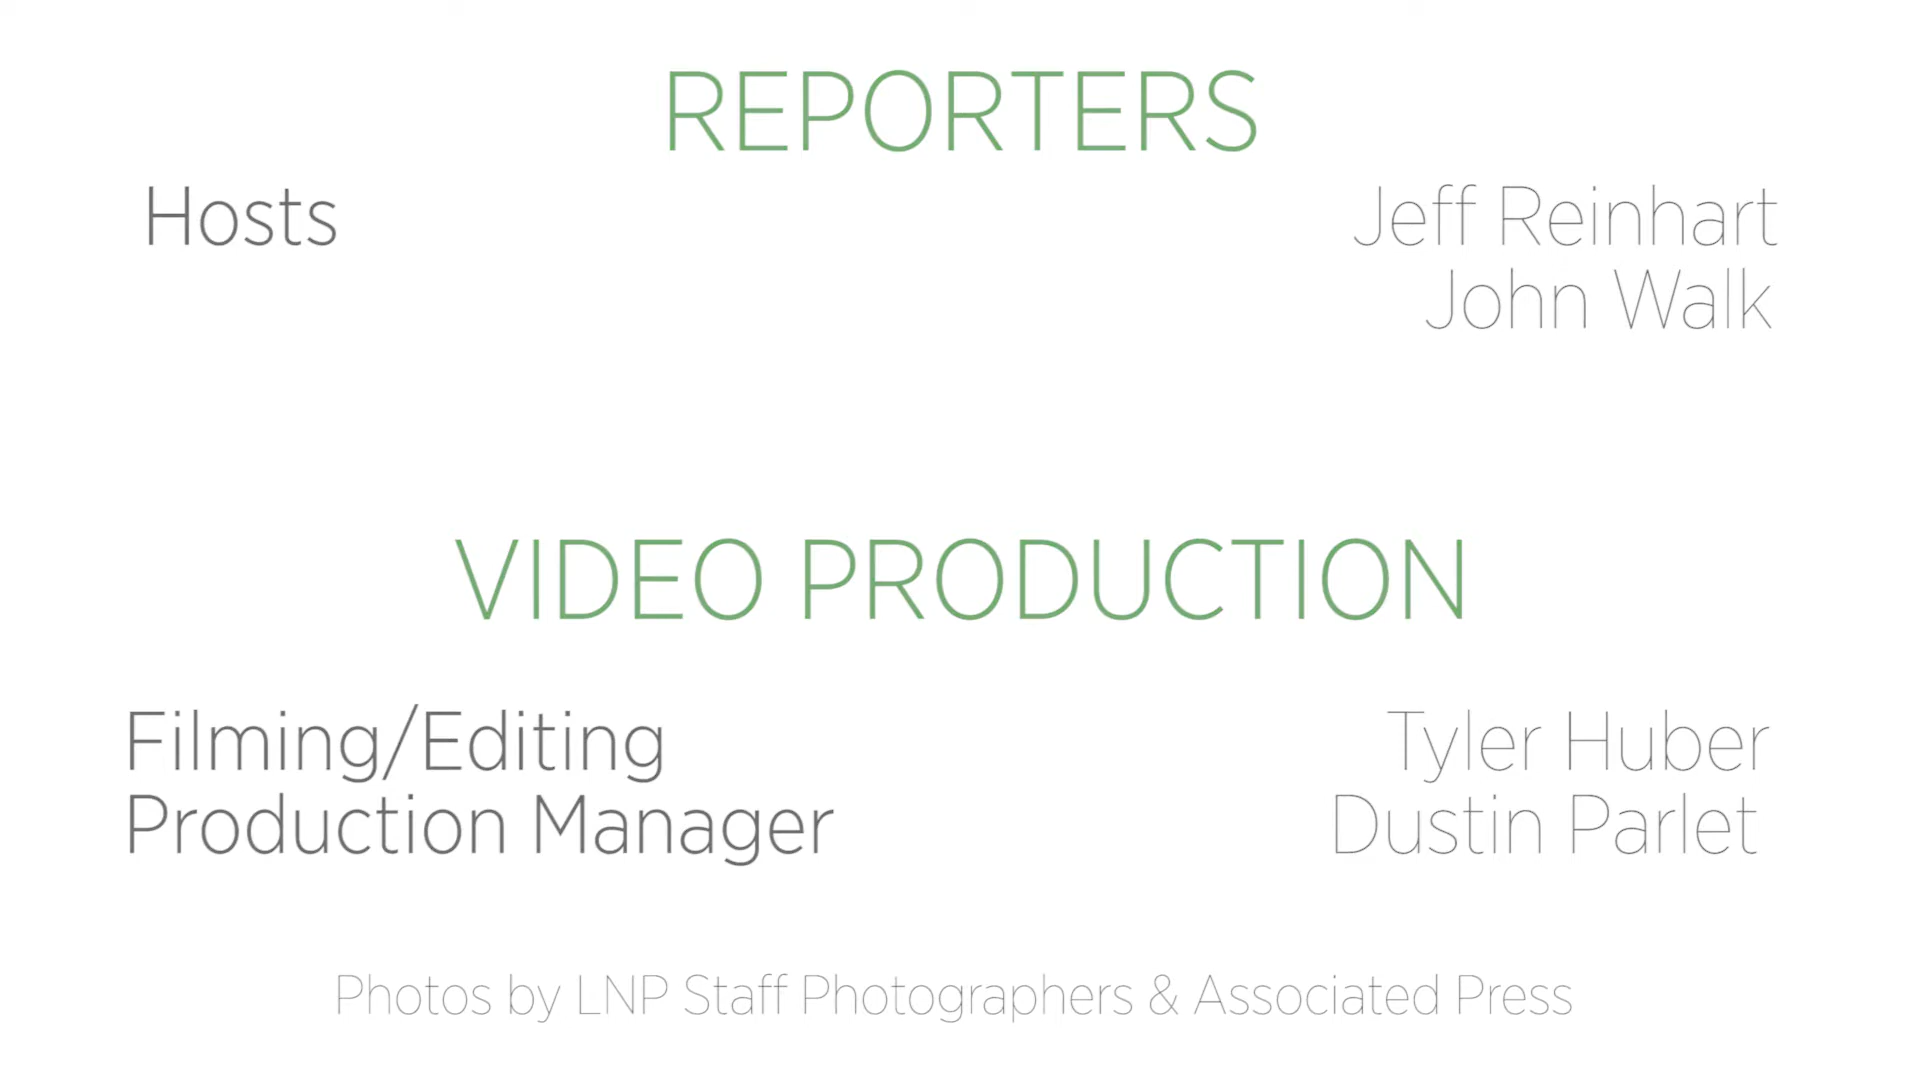 REPORTERS
Hosts Jeff Reinhart
John Walk
VIDEO PRODUCTION
Filming/Editing Tyler Huber
Production Manager Dustin Parlet
Photos by LNP Staff Photographers & Associated Press